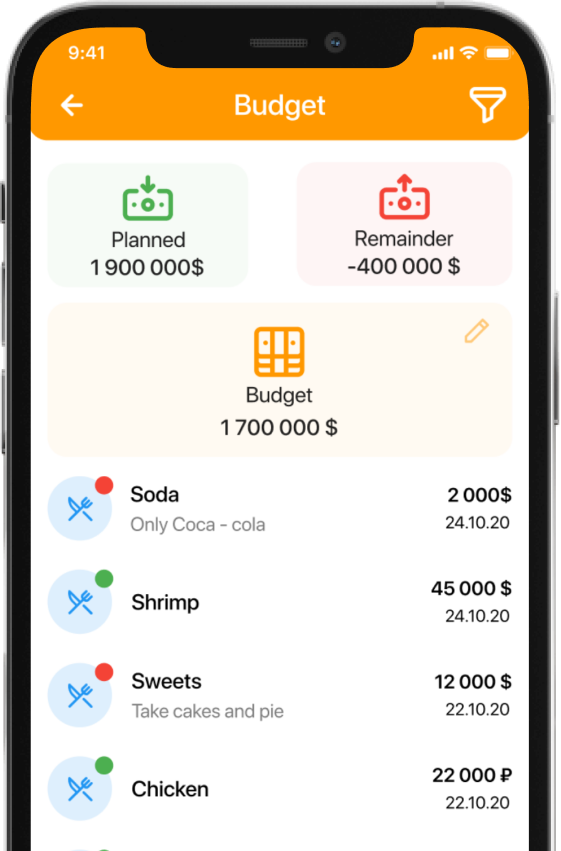 9:41
Budget
Planned
1 900 000$
Remainder
-400 000 $
Budget
1 700 000 $
Soda
2 000$
Only Coca - cola
24.10.20
Shrimp
45 000 $
24.10.20
Sweets
12 000 $
Take cakes and pie
22.10.20
Chicken
22 000 ₽
22.10.20